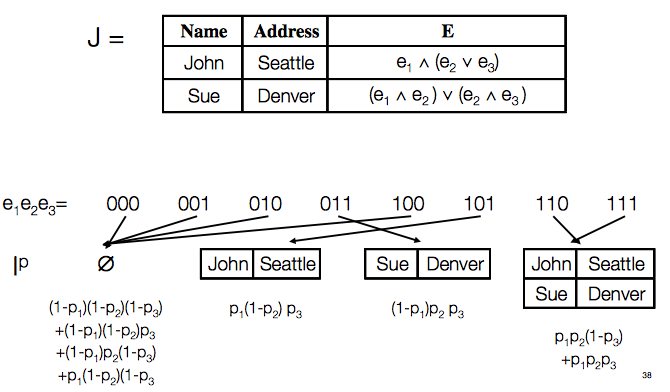 J =
Name Address E
John Seattle e₁ ∧ (e₂ ∨ e₃)
Sue Denver (e₁ ∧ e₂) ∨ (e₂ ∧ e₃)
e₁e₂e₃= 000 001 010 011 100 101 110 111
Iᵖ ∅ John Seattle Sue Denver John Seattle
Sue Denver
(1-p₁)(1-p₂)(1-p₃)
+(1-p₁)(1-p₂)p₃
+(1-p₁)p₂(1-p₃)
+p₁(1-p₂)(1-p₃
p₁(1-p₂) p₃
(1-p₁)p₂ p₃
p₁p₂(1-p₃)
+p₁p₂p₃
38